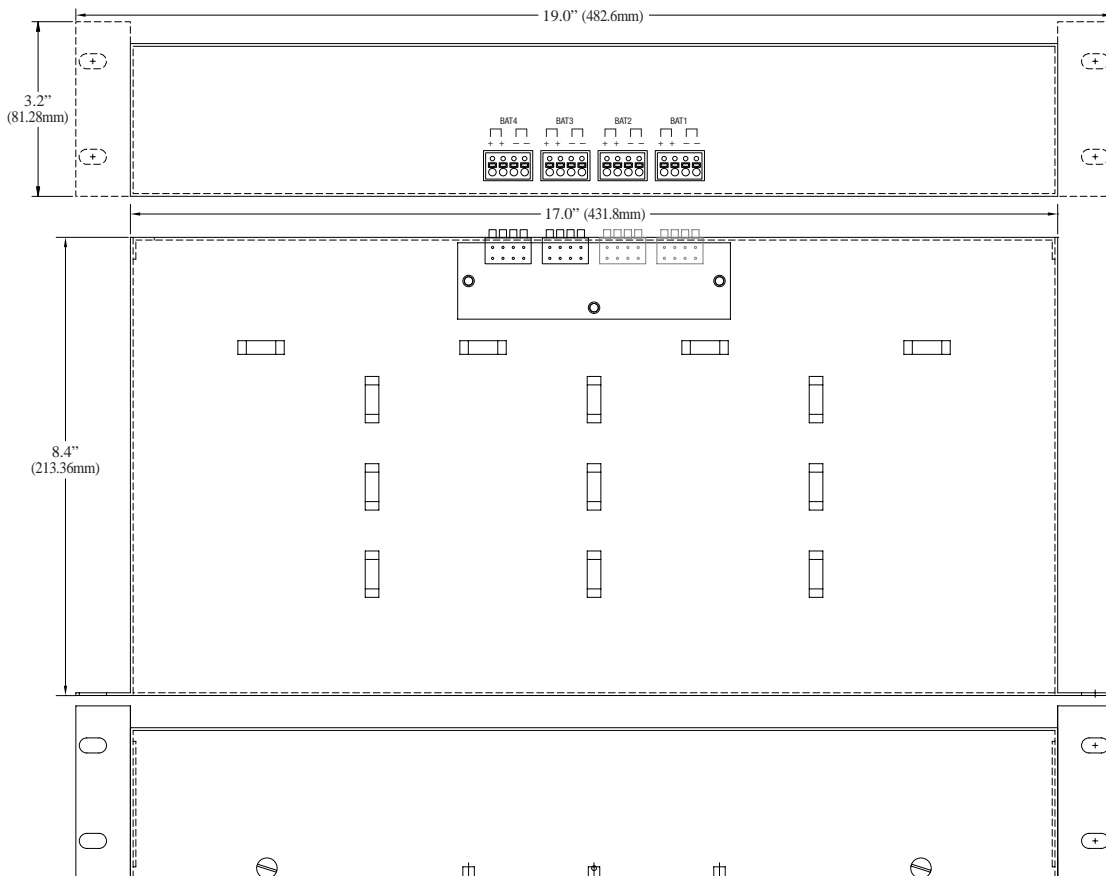 19.0” (482.6mm)
3.2”
(81.28mm)
BAT4 BAT3 BAT2 BAT1
+ + − − + + − − + + − − + + − −
17.0” (431.8mm)
8.4”
(213.36mm)